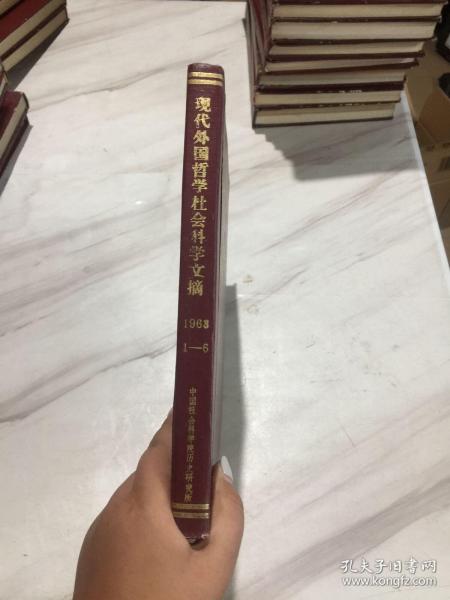 现代外国哲学社会科学文摘
1963
1—6
中国社会科学院历史研究所
孔夫子旧书网
www.kongfz.com